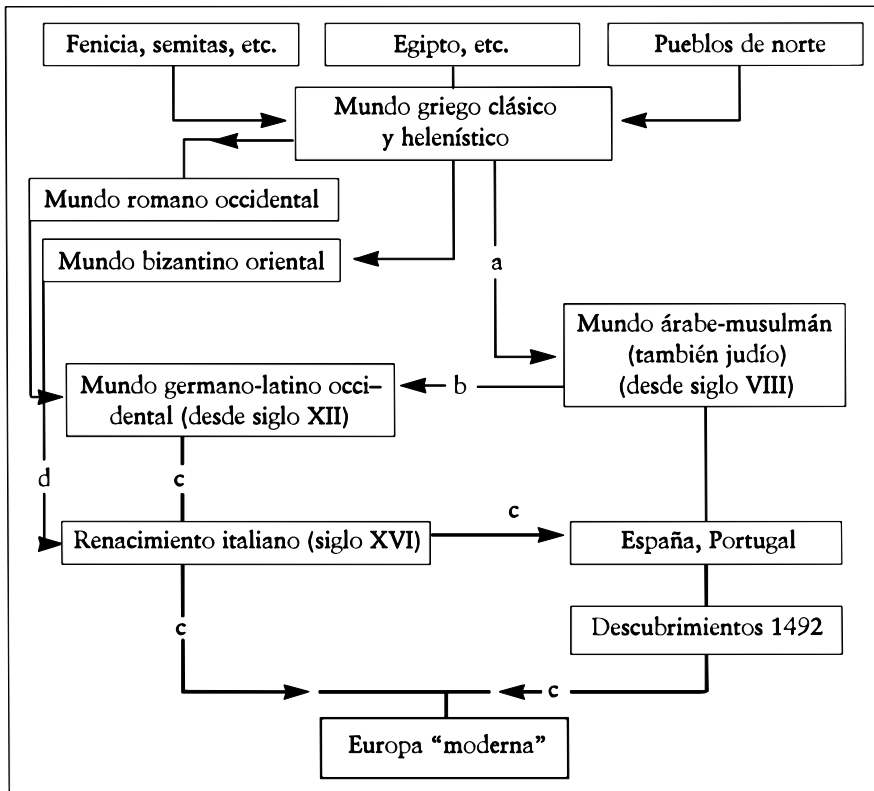 Fenicia, semitas, etc.
Egipto, etc.
Pueblos de norte
Mundo griego clásico
y helenístico
Mundo romano occidental
Mundo bizantino oriental
a
Mundo árabe-musulmán
(también judío)
(desde siglo VIII)
Mundo germano-latino occi-
dental (desde siglo XII)
b
d
c
c
Renacimiento italiano (siglo XVI)
España, Portugal
c
Descubrimientos 1492
c
Europa “moderna”